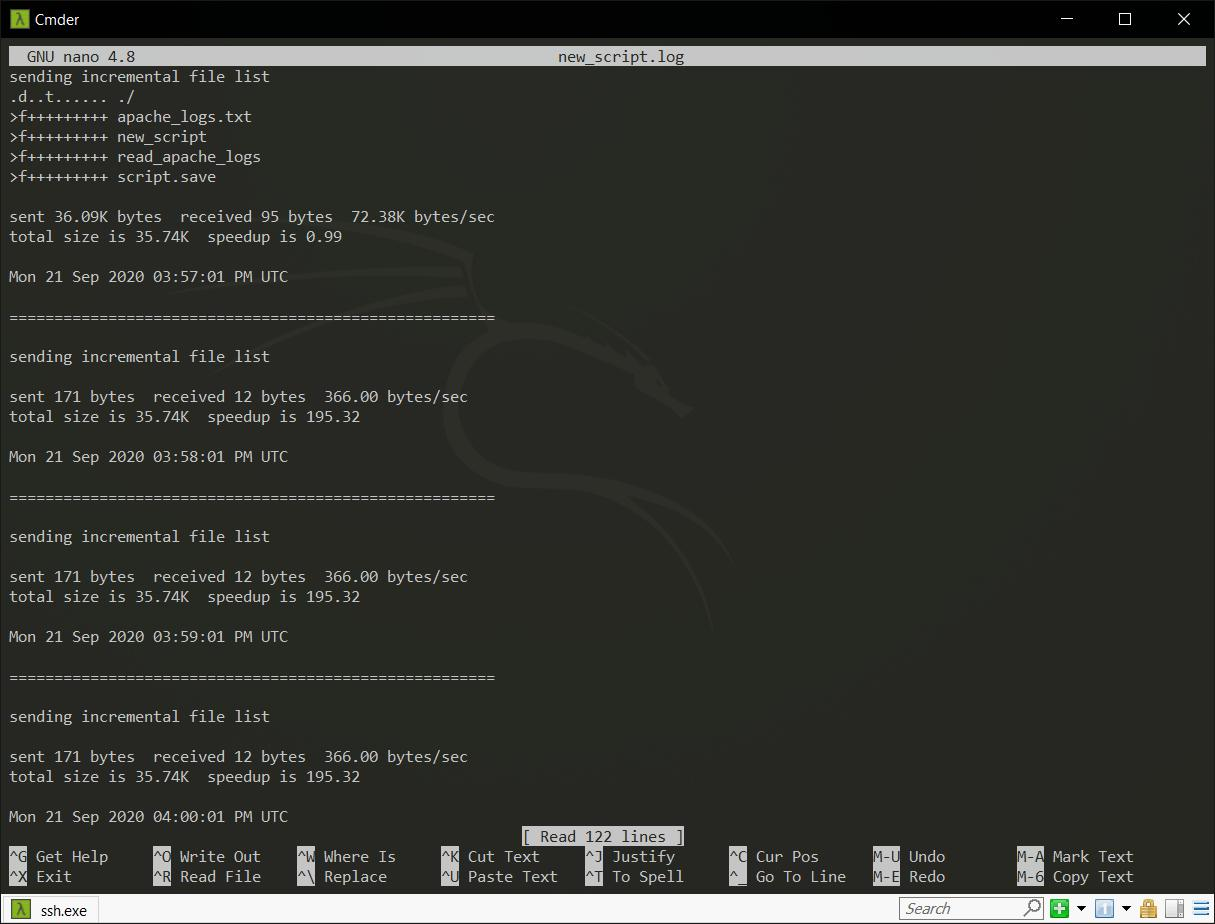 Cmder
GNU nano 4.8 new_script.log
sending incremental file list
.d..t...... ./
>f+++++++++ apache_logs.txt
>f+++++++++ new_script
>f+++++++++ read_apache_logs
>f+++++++++ script.save
sent 36.09K bytes  received 95 bytes  72.38K bytes/sec
total size is 35.74K  speedup is 0.99
Mon 21 Sep 2020 03:57:01 PM UTC
======================================================
sending incremental file list
sent 171 bytes  received 12 bytes  366.00 bytes/sec
total size is 35.74K  speedup is 195.32
Mon 21 Sep 2020 03:58:01 PM UTC
======================================================
sending incremental file list
sent 171 bytes  received 12 bytes  366.00 bytes/sec
total size is 35.74K  speedup is 195.32
Mon 21 Sep 2020 03:59:01 PM UTC
======================================================
sending incremental file list
sent 171 bytes  received 12 bytes  366.00 bytes/sec
total size is 35.74K  speedup is 195.32
Mon 21 Sep 2020 04:00:01 PM UTC
[ Read 122 lines ]
^G Get Help ^O Write Out ^W Where Is ^K Cut Text ^J Justify ^C Cur Pos M-U Undo M-A Mark Text
^X Exit ^R Read File ^\ Replace ^U Paste Text ^T To Spell ^_ Go To Line M-E Redo M-6 Copy Text
ssh.exe Search